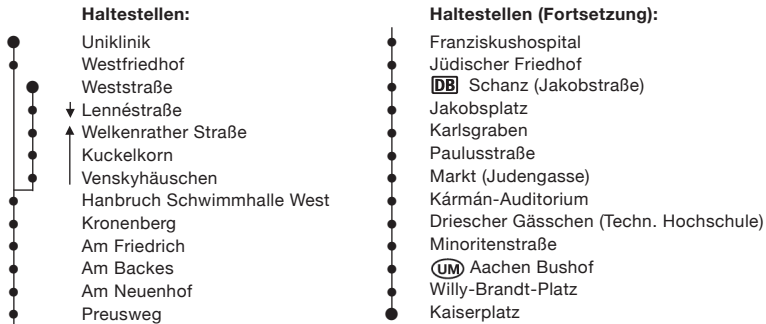 Haltestellen:
Uniklinik
Westfriedhof
Weststraße
Lennéstraße
Welkenrather Straße
Kuckelkorn
Venskyhäuschen
Hanbruch Schwimmhalle West
Kronenberg
Am Friedrich
Am Backes
Am Neuenhof
Preusweg
Haltestellen (Fortsetzung):
Franziskushospital
Jüdischer Friedhof
DB Schanz (Jakobstraße)
Jakobsplatz
Karlsgraben
Paulusstraße
Markt (Judengasse)
Kármán-Auditorium
Driescher Gässchen (Techn. Hochschule)
Minoritenstraße
UM Aachen Bushof
Willy-Brandt-Platz
Kaiserplatz